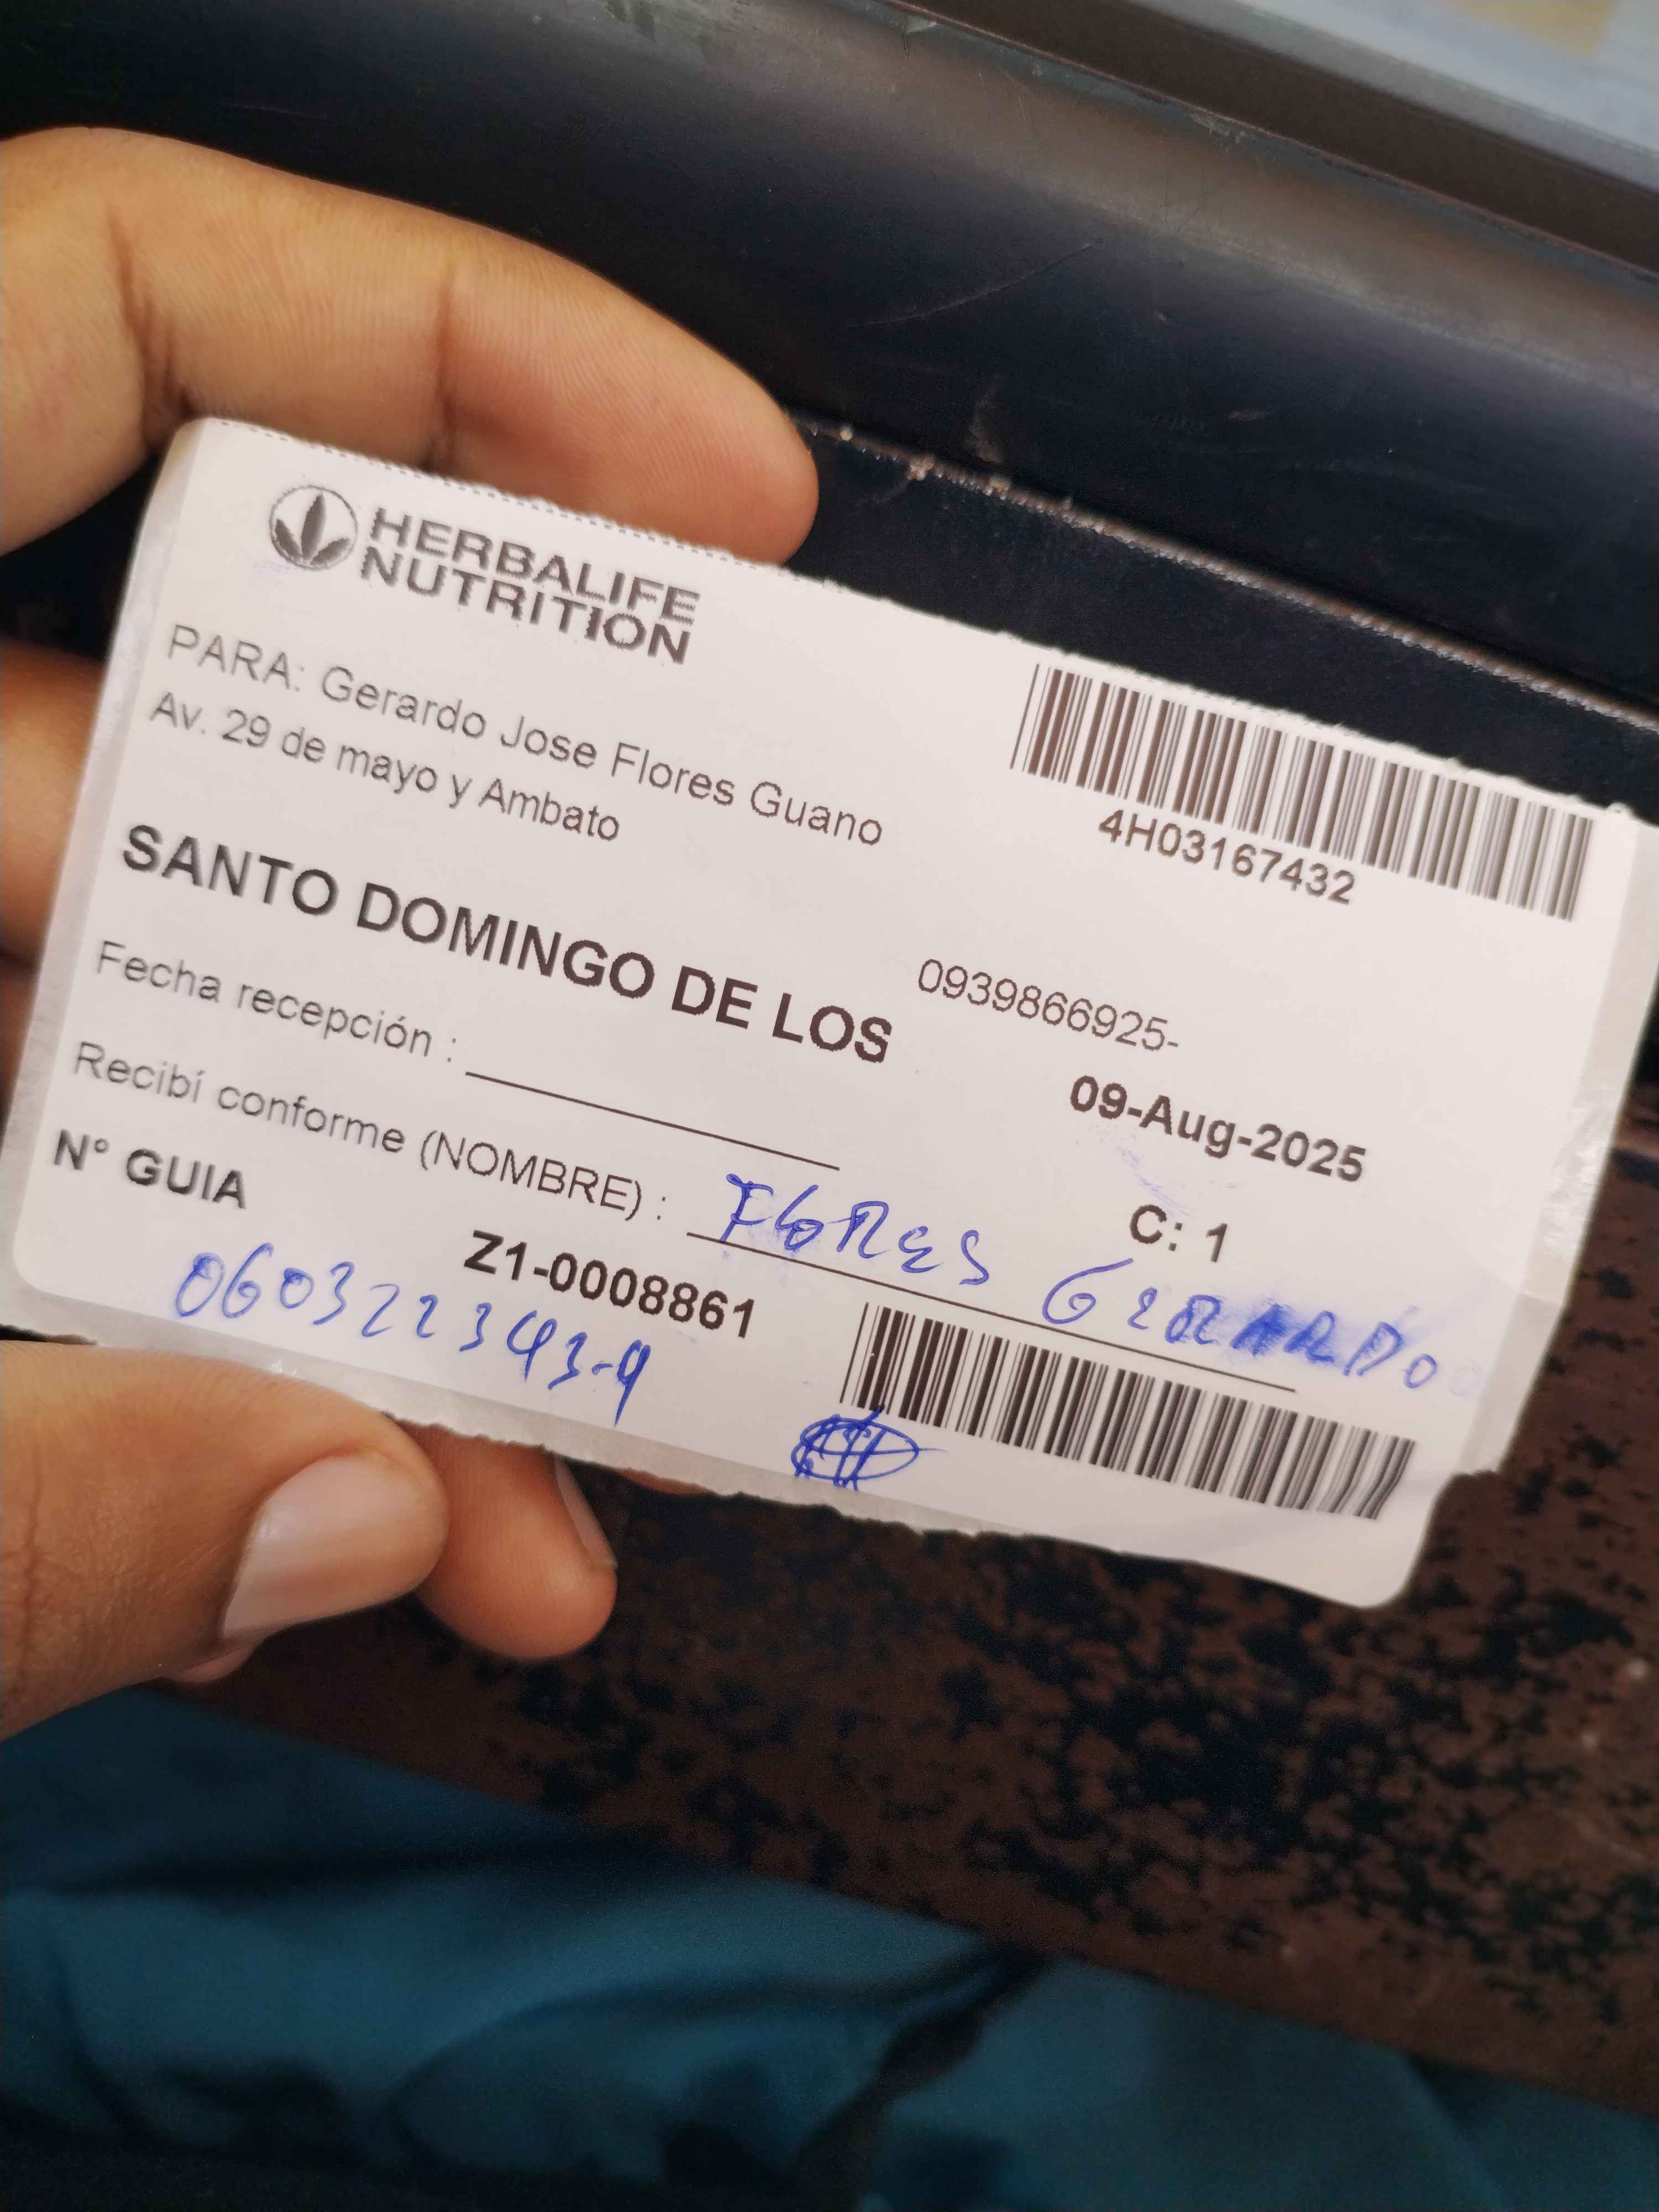 HERBALIFE
NUTRITION
4H03167432
PARA: Gerardo Jose Flores Guano
Av. 29 de mayo y Ambato
0939866925-
SANTO DOMINGO DE LOS
09-Aug-2025
Fecha recepción :
C: 1
Recibí conforme (NOMBRE) : FLORES GERARDO
N° GUIA
Z1-0008861
060322393-9